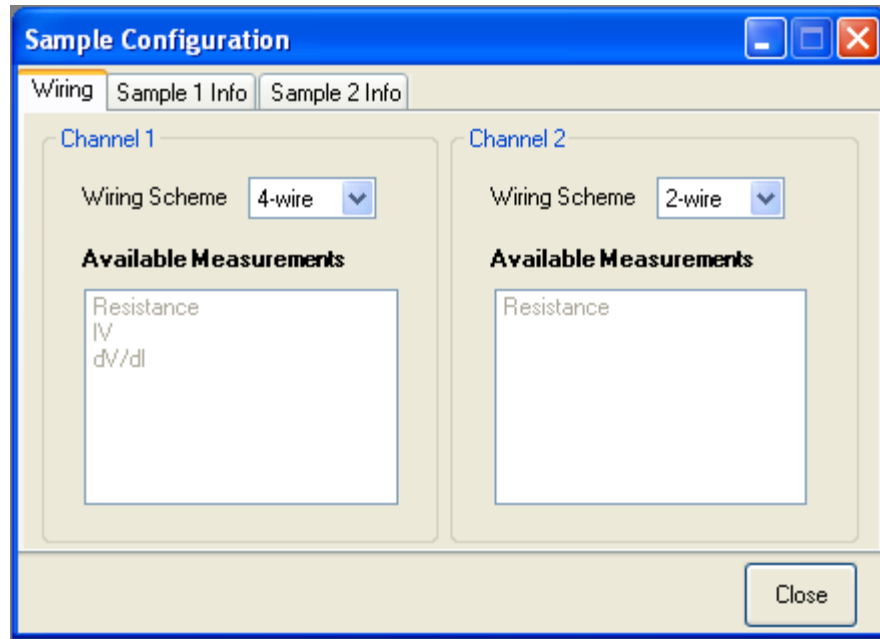 Sample Configuration
Wiring
Sample 1 Info
Sample 2 Info
Channel 1
Wiring Scheme 4-wire
Available Measurements
Resistance
IV
dV/dI
Channel 2
Wiring Scheme 2-wire
Available Measurements
Resistance
Close